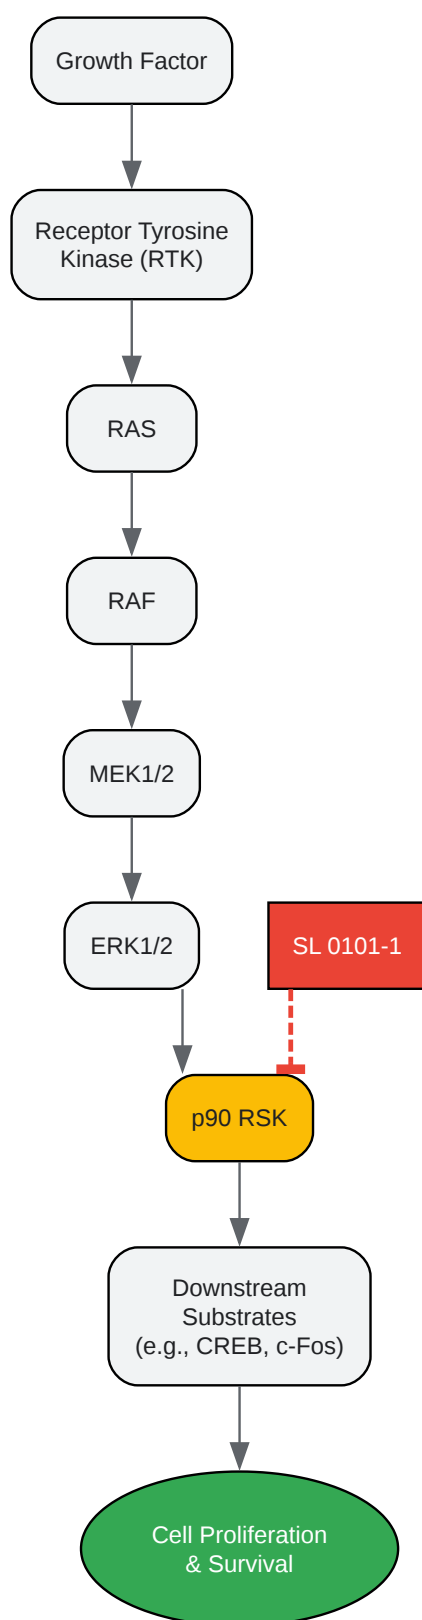 Growth Factor
Receptor Tyrosine
Kinase (RTK)
RAS
RAF
MEK1/2
ERK1/2
SL 0101-1
p90 RSK
Downstream
Substrates
(e.g., CREB, c-Fos)
Cell Proliferation
& Survival